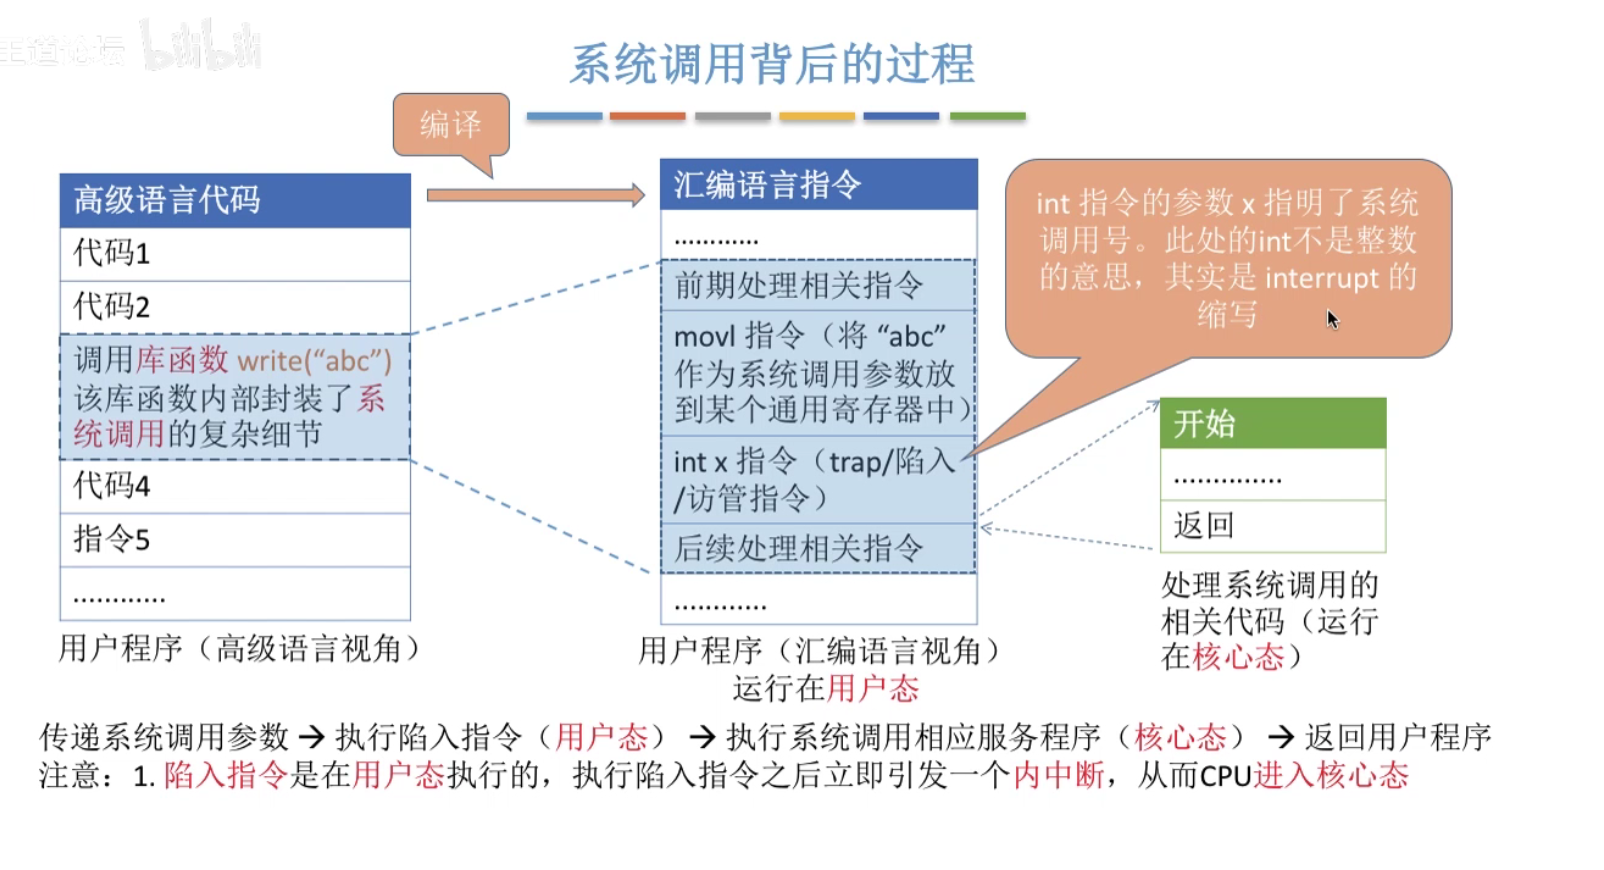 王道论坛 bilibili
系统调用背后的过程
编译
高级语言代码
代码1
代码2
调用库函数 write(“abc”)
该库函数内部封装了系
统调用的复杂细节
代码4
指令5
…………
用户程序（高级语言视角）
汇编语言指令
…………
前期处理相关指令
movl 指令（将 “abc”
作为系统调用参数放
到某个通用寄存器中）
int x 指令（trap/陷入
/访管指令）
后续处理相关指令
…………
用户程序（汇编语言视角）
运行在用户态
int 指令的参数 x 指明了系统
调用号。此处的int不是整数
的意思，其实是 interrupt 的
缩写
开始
…………..
返回
处理系统调用的
相关代码（运行
在核心态）
传递系统调用参数 → 执行陷入指令（用户态） → 执行系统调用相应服务程序（核心态） → 返回用户程序
注意：1. 陷入指令是在用户态执行的，执行陷入指令之后立即引发一个内中断，从而CPU进入核心态